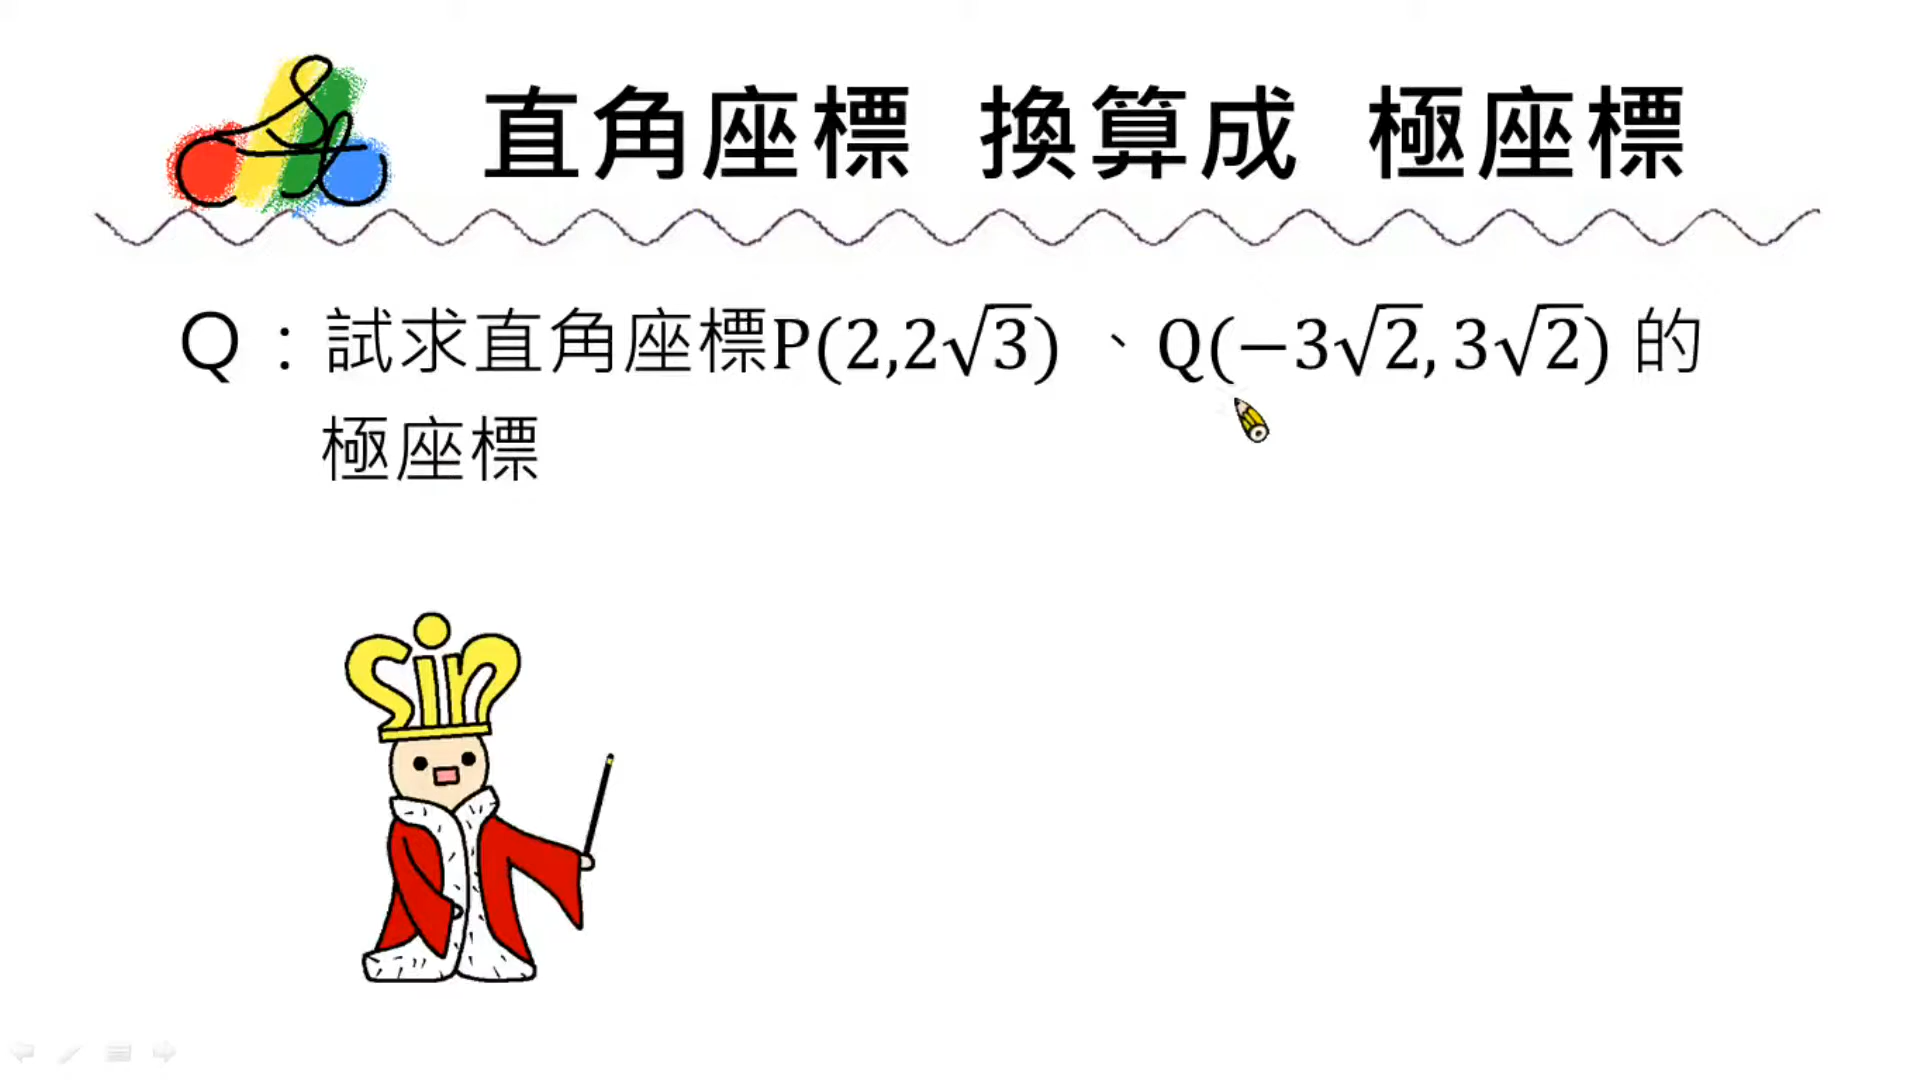 直角座標 換算成 極座標
Q：試求直角座標P(2,2√3)、Q(−3√2, 3√2) 的
極座標
sin